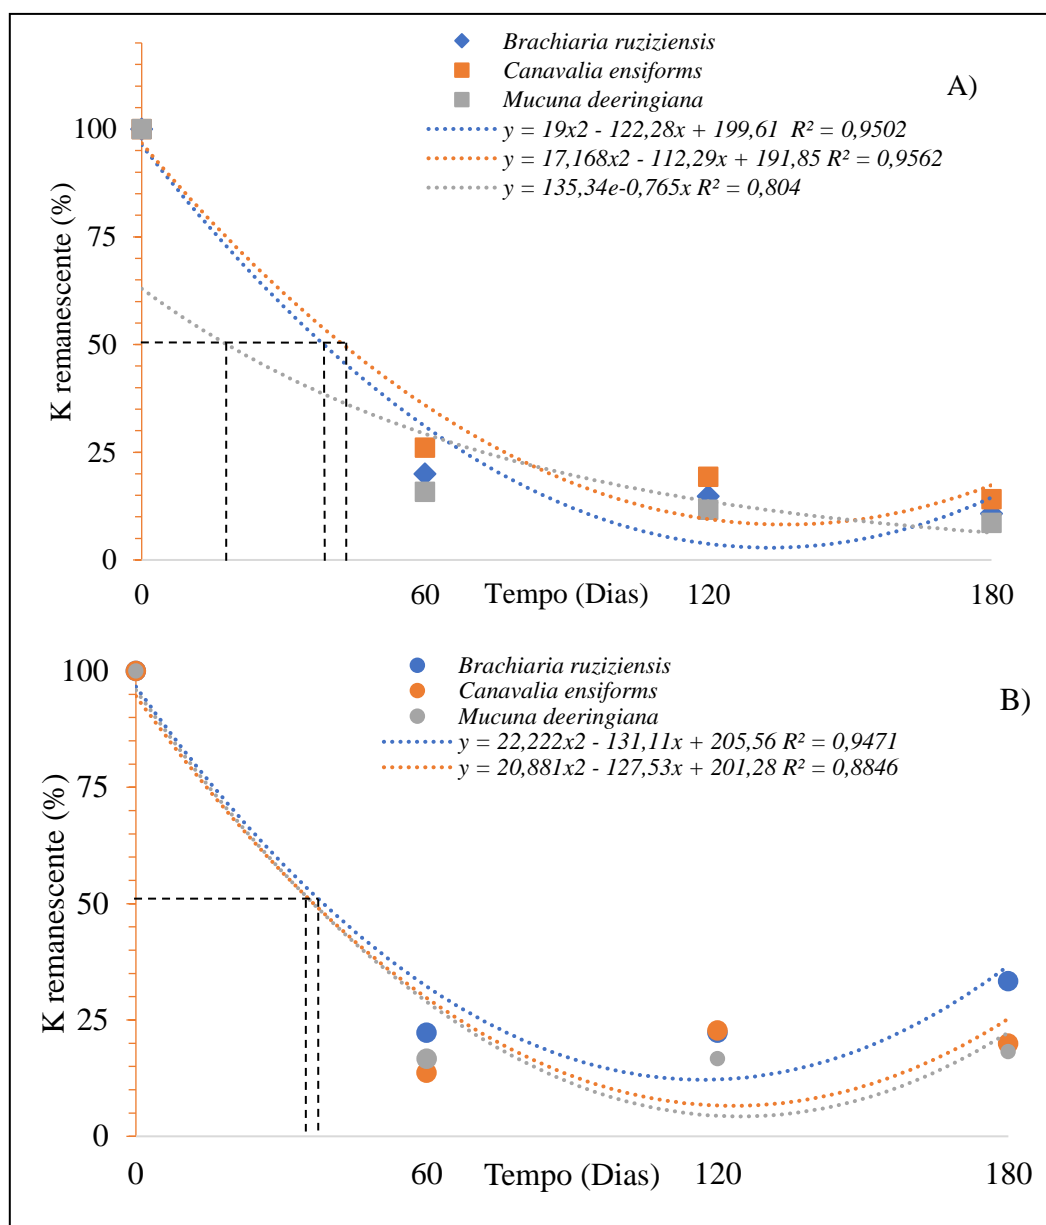 Brachiaria ruziziensis
Canavalia ensiforms
A)
Mucuna deeringiana
100
y = 19x2 - 122,28x + 199,61 R² = 0,9502
y = 17,168x2 - 112,29x + 191,85 R² = 0,9562
y = 135,34e-0,765x R² = 0,804
K remanescente (%)
75
50
25
0
0
60
Tempo (Dias)
120
180
Brachiaria ruziziensis
100
Canavalia ensiforms
B)
Mucuna deeringiana
y = 22,222x2 - 131,11x + 205,56 R² = 0,9471
y = 20,881x2 - 127,53x + 201,28 R² = 0,8846
K remanescente (%)
75
50
25
0
0
60
Tempo (Dias)
120
180